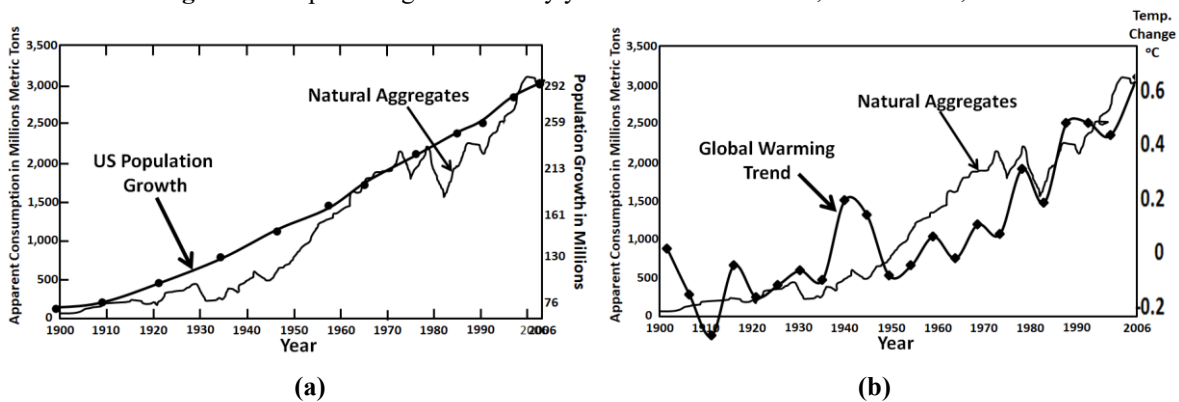 Apparent Consumption in Millions Metric Tons
3,500
3,000
2,500
2,000
1,500
1,000
500
0
Natural Aggregates
US Population
Growth
292
259
213
161
130
76
Population Growth in Millions
1900 1910 1920 1930 1940 1950 1960 1970 1980 1990 2006
Year
(a)
Apparent Consumption in Millions Metric Tons
3,500
3,000
2,500
2,000
1,500
1,000
500
0
Natural Aggregates
Global Warming
Trend
Temp.
Change
°C
0.6
0.4
0.2
0
-0.2
1900 1910 1920 1930 1940 1950 1960 1970 1980 1990 2006
Year
(b)